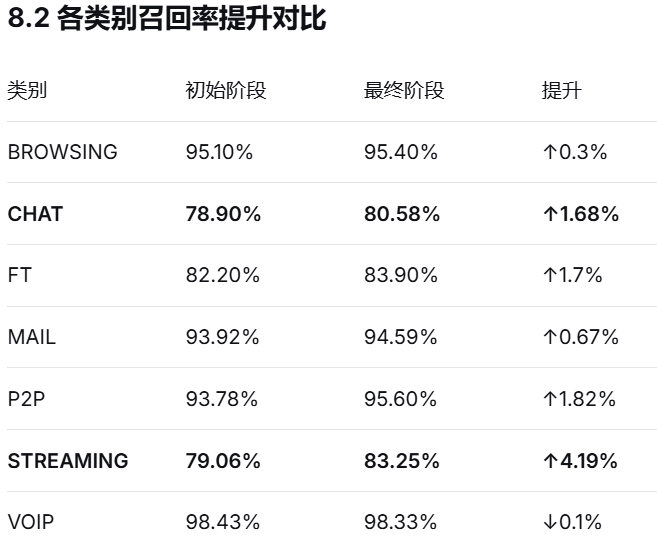 8.2 各类别召回率提升对比
类别 初始阶段 最终阶段 提升
BROWSING 95.10% 95.40% ↑0.3%
CHAT 78.90% 80.58% ↑1.68%
FT 82.20% 83.90% ↑1.7%
MAIL 93.92% 94.59% ↑0.67%
P2P 93.78% 95.60% ↑1.82%
STREAMING 79.06% 83.25% ↑4.19%
VOIP 98.43% 98.33% ↓0.1%